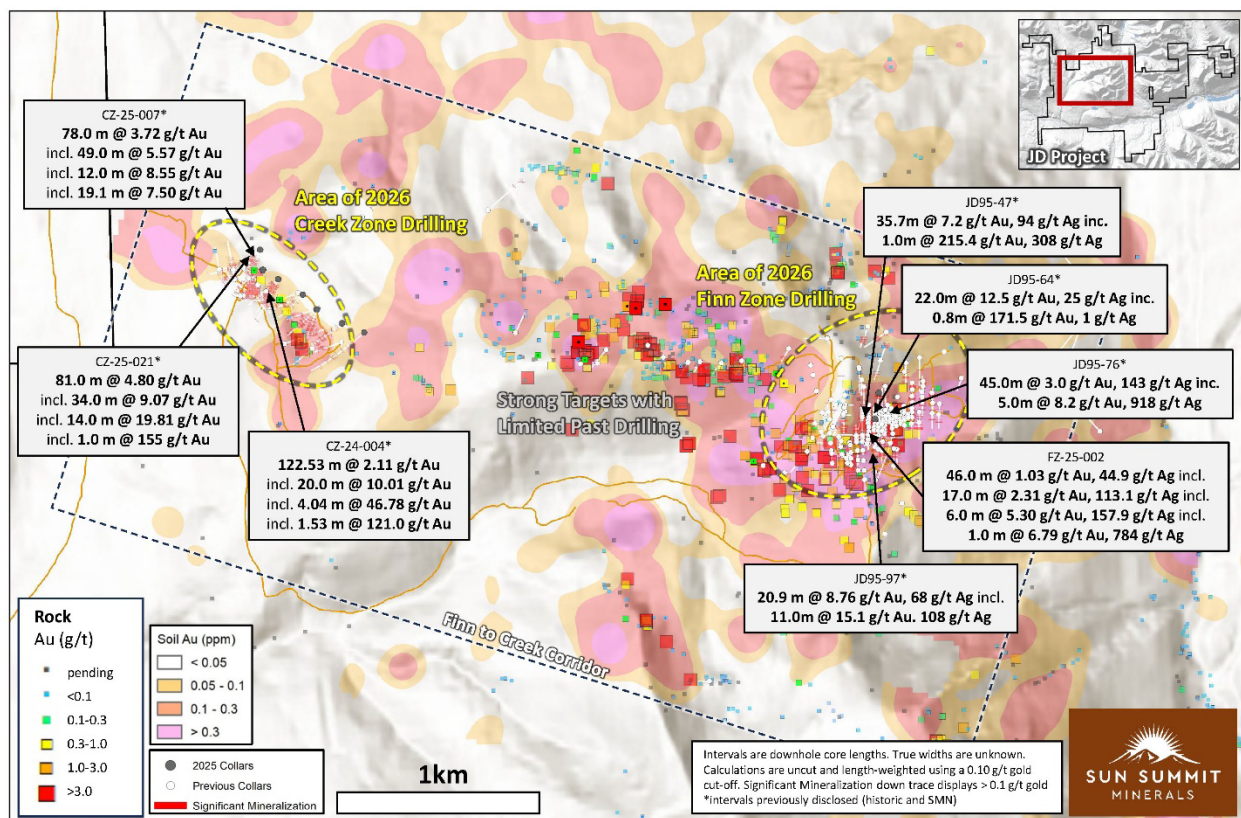 JD Project
CZ-25-007*
78.0 m @ 3.72 g/t Au
incl. 49.0 m @ 5.57 g/t Au
incl. 12.0 m @ 8.55 g/t Au
incl. 19.1 m @ 7.50 g/t Au
Area of 2026
Creek Zone Drilling
JD95-47*
35.7m @ 7.2 g/t Au, 94 g/t Ag inc.
1.0m @ 215.4 g/t Au, 308 g/t Ag
Area of 2026
Finn Zone Drilling
JD95-64*
22.0m @ 12.5 g/t Au, 25 g/t Ag inc.
0.8m @ 171.5 g/t Au, 1 g/t Ag
CZ-25-021*
81.0 m @ 4.80 g/t Au
incl. 34.0 m @ 9.07 g/t Au
incl. 14.0 m @ 19.81 g/t Au
incl. 1.0 m @ 155 g/t Au
JD95-76*
45.0m @ 3.0 g/t Au, 143 g/t Ag inc.
5.0m @ 8.2 g/t Au, 918 g/t Ag
Strong Targets with
Limited Past Drilling
CZ-24-004*
122.53 m @ 2.11 g/t Au
incl. 20.0 m @ 10.01 g/t Au
incl. 4.04 m @ 46.78 g/t Au
incl. 1.53 m @ 121.0 g/t Au
FZ-25-002
46.0 m @ 1.03 g/t Au, 44.9 g/t Ag incl.
17.0 m @ 2.31 g/t Au, 113.1 g/t Ag incl.
6.0 m @ 5.30 g/t Au, 157.9 g/t Ag incl.
1.0 m @ 6.79 g/t Au, 784 g/t Ag
JD95-97*
20.9 m @ 8.76 g/t Au, 68 g/t Ag incl.
11.0m @ 15.1 g/t Au. 108 g/t Ag
Finn to Creek Corridor
Rock
Au (g/t)
pending
<0.1
0.1-0.3
0.3-1.0
1.0-3.0
>3.0
Soil Au (ppm)
< 0.05
0.05 - 0.1
0.1 - 0.3
> 0.3
2025 Collars
Previous Collars
Significant Mineralization
1km
Intervals are downhole core lengths. True widths are unknown.
Calculations are uncut and length-weighted using a 0.10 g/t gold
cut-off. Significant Mineralization down trace displays > 0.1 g/t gold
*intervals previously disclosed (historic and SMN)
SUN SUMMIT
MINERALS